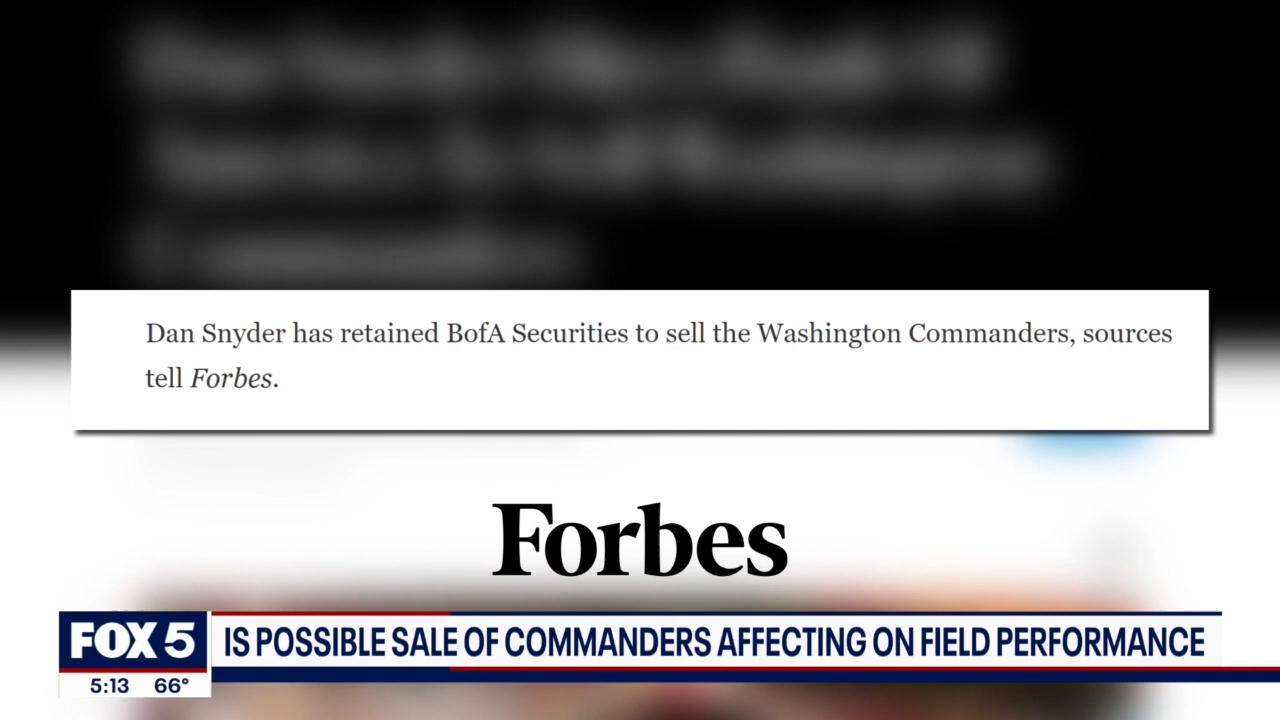 Dan Snyder has retained BofA Securities to sell the Washington Commanders, sources
tell Forbes.
Forbes
FOX 5
IS POSSIBLE SALE OF COMMANDERS AFFECTING ON FIELD PERFORMANCE
5:13 66°